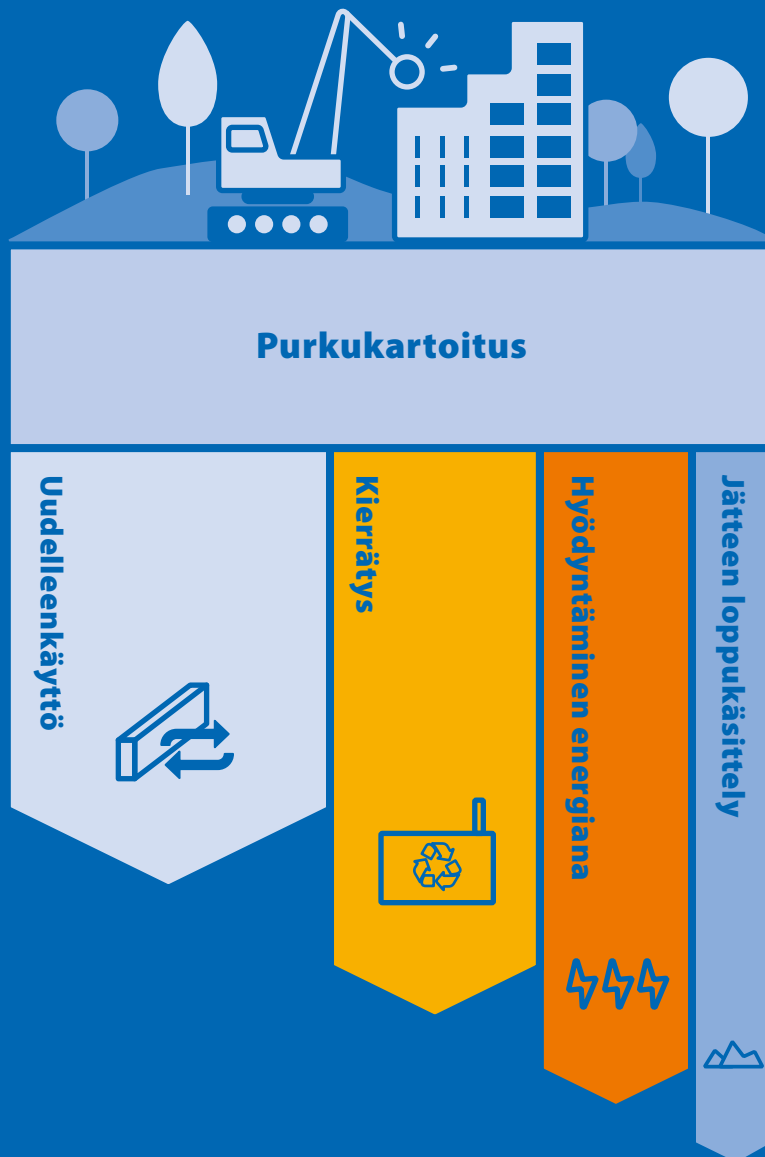 Purkukartoitus
Uudelleenkäyttö
Kierrätys
Hyödyntäminen energiana
Jätteen loppukäsittely